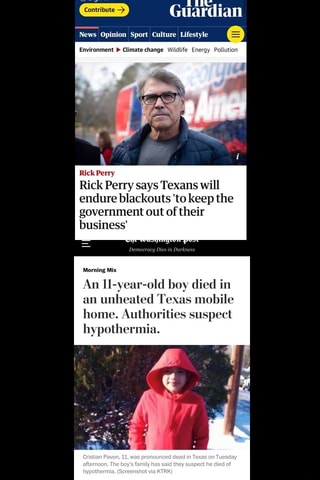 Contribute →
The
Guardian
News Opinion Sport Culture Lifestyle
Environment ▶ Climate change Wildlife Energy Pollution
Georgia
Ame
i
Rick Perry
Rick Perry says Texans will
endure blackouts 'to keep the
government out of their
business'
The Washington Post
Democracy Dies in Darkness
Morning Mix
An 11-year-old boy died in
an unheated Texas mobile
home. Authorities suspect
hypothermia.
Cristian Pavon, 11, was pronounced dead in Texas on Tuesday
afternoon. The boy's family has said they suspect he died of
hypothermia. (Screenshot via KTRK)